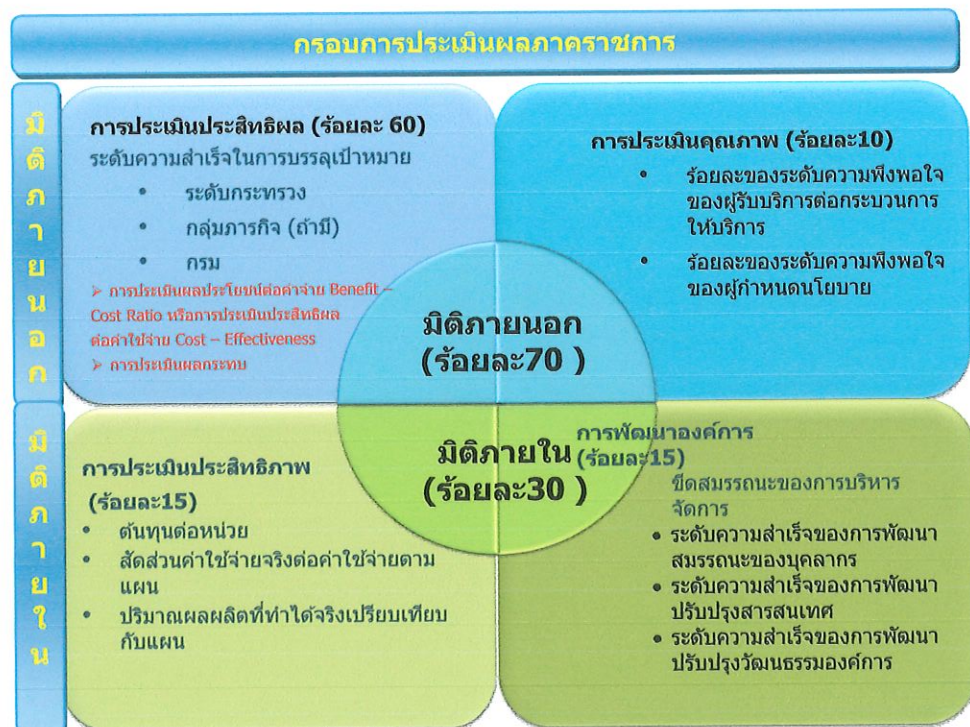 กรอบการประเมินผลภาคราชการ
มิติภายนอก
การประเมินประสิทธิผล (ร้อยละ 60)
ระดับความสำเร็จในการบรรลุเป้าหมาย
• ระดับกระทรวง
• กลุ่มภารกิจ (ถ้ามี)
• กรม
➢ การประเมินผลประโยชน์ต่อค่าจ่าย Benefit –
Cost Ratio หรือการประเมินประสิทธิผล
ต่อค่าใช้จ่าย Cost – Effectiveness
➢ การประเมินผลกระทบ
การประเมินคุณภาพ (ร้อยละ10)
• ร้อยละของระดับความพึงพอใจ
ของผู้รับบริการต่อกระบวนการ
ให้บริการ
• ร้อยละของระดับความพึงพอใจ
ของผู้กำหนดนโยบาย
มิติภายนอก
(ร้อยละ70 )
มิติภายใน
การประเมินประสิทธิภาพ
(ร้อยละ15)
• ต้นทุนต่อหน่วย
• สัดส่วนค่าใช้จ่ายจริงต่อค่าใช้จ่ายตาม
แผน
• ปริมาณผลผลิตที่ทำได้จริงเปรียบเทียบ
กับแผน
มิติภายใน
(ร้อยละ30 )
การพัฒนาองค์การ
(ร้อยละ15)
ขีดสมรรถนะของการบริหาร
จัดการ
• ระดับความสำเร็จของการพัฒนา
สมรรถนะของบุคลากร
• ระดับความสำเร็จของการพัฒนา
ปรับปรุงสารสนเทศ
• ระดับความสำเร็จของการพัฒนา
ปรับปรุงวัฒนธรรมองค์การ